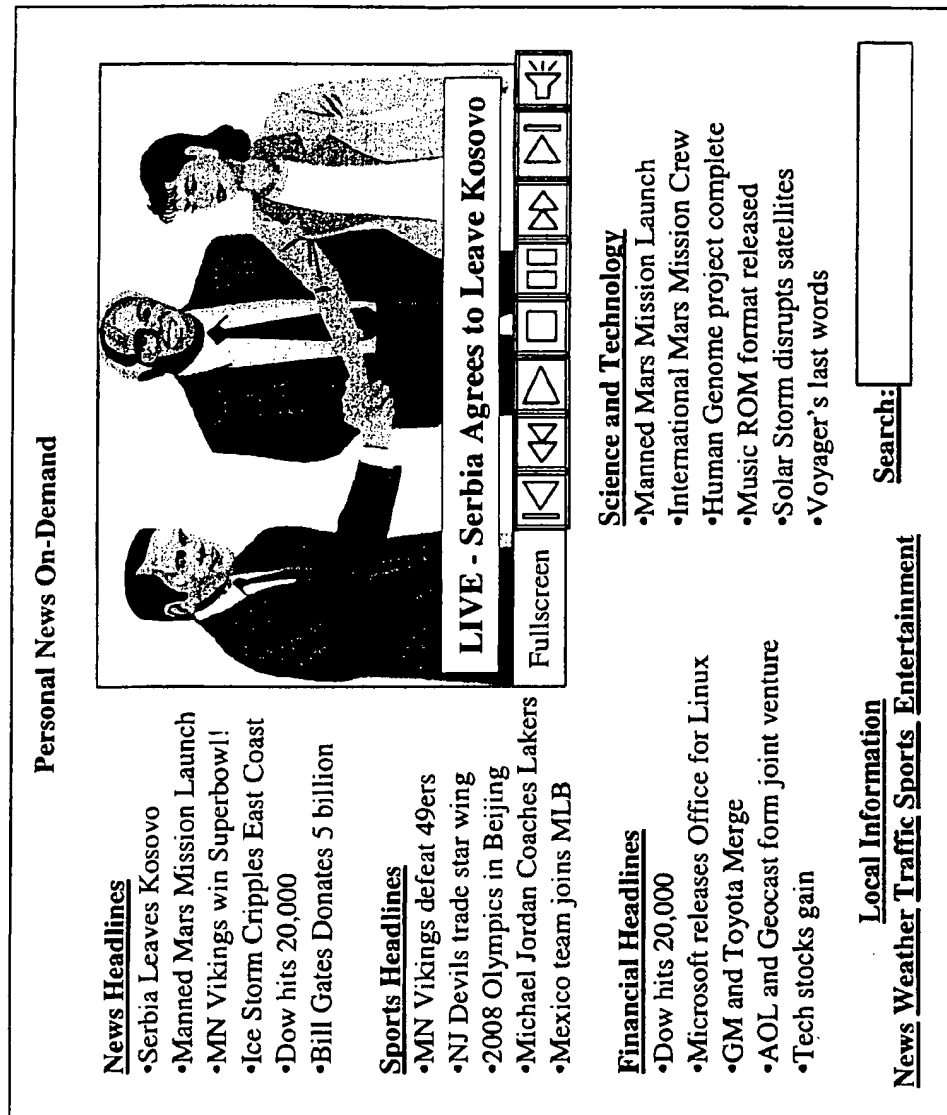 Personal News On-Demand
News Headlines
•Serbia Leaves Kosovo
•Manned Mars Mission Launch
•MN Vikings win Superbowl!
•Ice Storm Cripples East Coast
•Dow hits 20,000
•Bill Gates Donates 5 billion
LIVE - Serbia Agrees to Leave Kosovo
Fullscreen
Sports Headlines
•MN Vikings defeat 49ers
•NJ Devils trade star wing
•2008 Olympics in Beijing
•Michael Jordan Coaches Lakers
•Mexico team joins MLB
Financial Headlines
•Dow hits 20,000
•Microsoft releases Office for Linux
•GM and Toyota Merge
•AOL and Geocast form joint venture
•Tech stocks gain
Science and Technology
•Manned Mars Mission Launch
•International Mars Mission Crew
•Human Genome project complete
•Music ROM format released
•Solar Storm disrupts satellites
•Voyager's last words
Local Information
News Weather Traffic Sports Entertainment
Search: